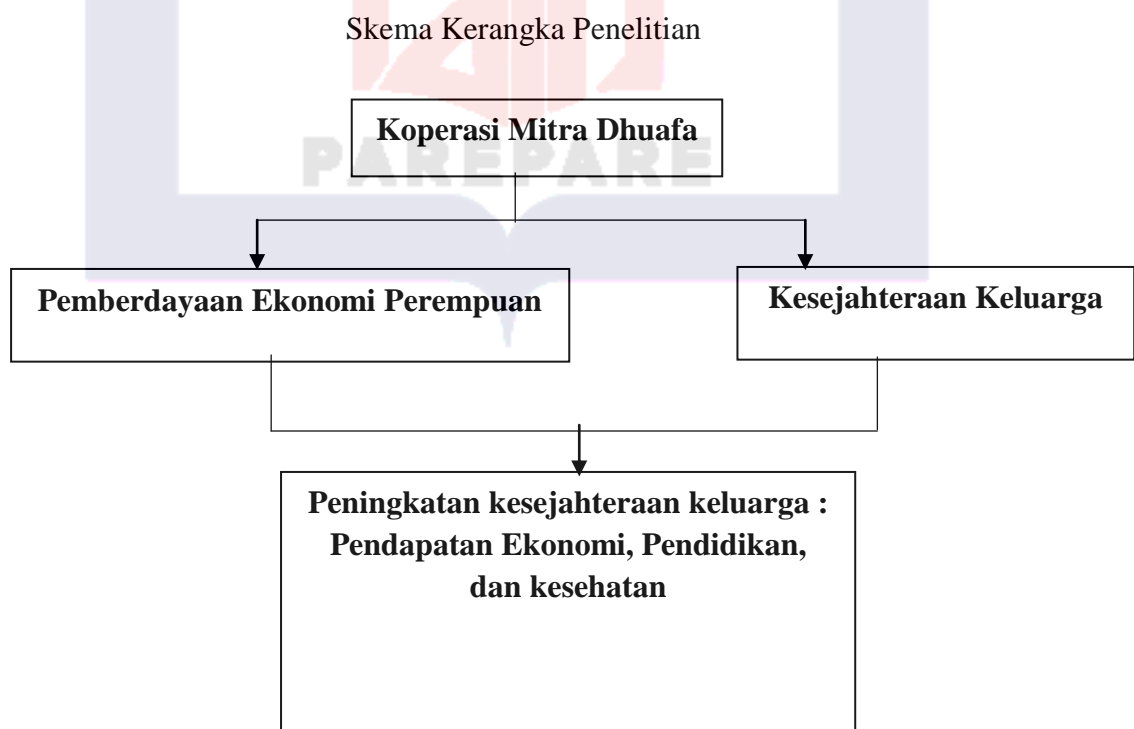 Skema Kerangka Penelitian
Koperasi Mitra Dhuafa
PAREPARE
Pemberdayaan Ekonomi Perempuan
Kesejahteraan Keluarga
Peningkatan kesejahteraan keluarga :
Pendapatan Ekonomi, Pendidikan,
dan kesehatan